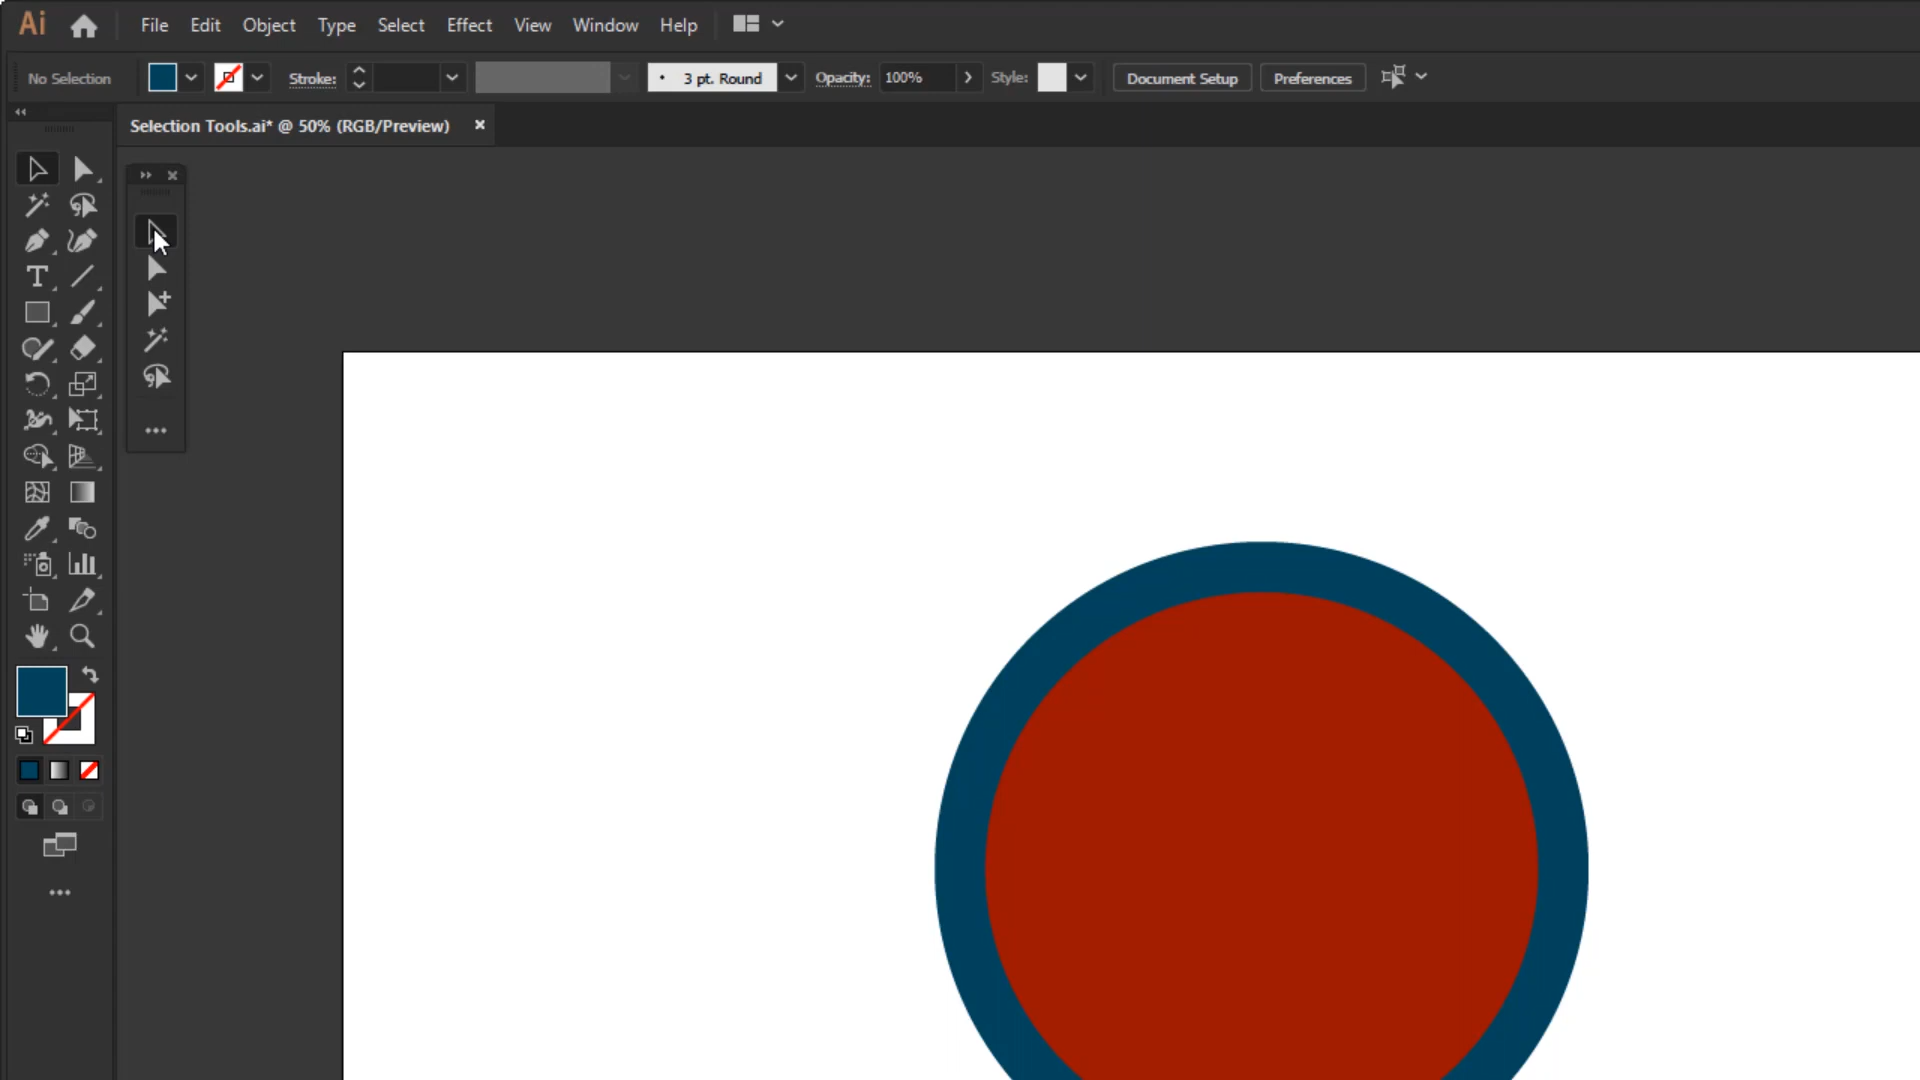 Ai File Edit Object Type Select Effect View Window Help
No Selection Stroke: 3 pt. Round Opacity: 100% Style: Document Setup Preferences
Selection Tools.ai* @ 50% (RGB/Preview)